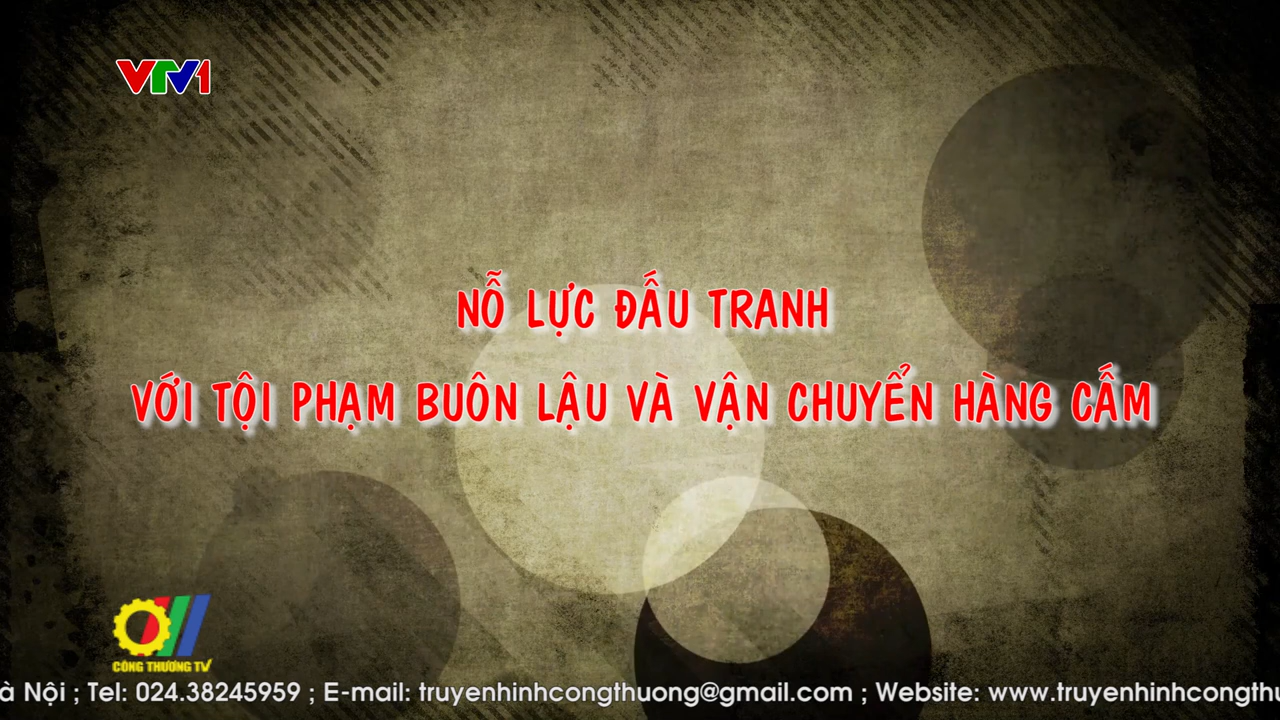 VTV1
NỖ LỰC ĐẤU TRANH
VỚI TỘI PHẠM BUÔN LẬU VÀ VẬN CHUYỂN HÀNG CẤM
CÔNG THƯƠNG TV
à Nội ; Tel: 024.38245959 ; E-mail: truyenhinhcongthuong@gmail.com ; Website: www.truyenhinhcongthu